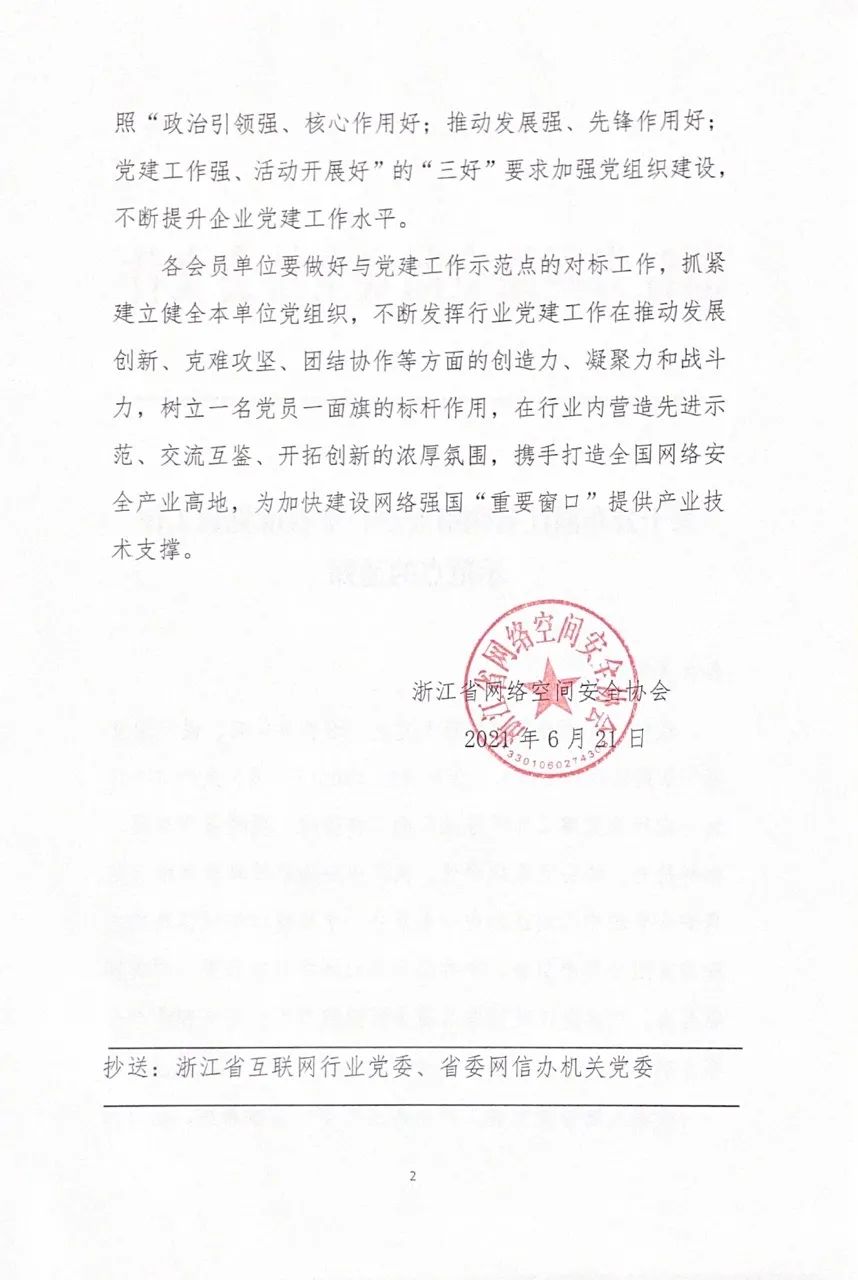 照“政治引领强、核心作用好；推动发展强、先锋作用好；
党建工作强、活动开展好”的“三好”要求加强党组织建设，
不断提升企业党建工作水平。
各会员单位要做好与党建工作示范点的对标工作，抓紧
建立健全本单位党组织，不断发挥行业党建工作在推动发展
创新、克难攻坚、团结协作等方面的创造力、凝聚力和战斗
力，树立一名党员一面旗的标杆作用，在行业内营造先进示
范、交流互鉴、开拓创新的浓厚氛围，携手打造全国网络安
全产业高地，为加快建设网络强国“重要窗口”提供产业技
术支撑。
浙江省网络空间安全协会
浙江省网络空间安全协会
2021 年 6 月 21 日
抄送：浙江省互联网行业党委、省委网信办机关党委
2